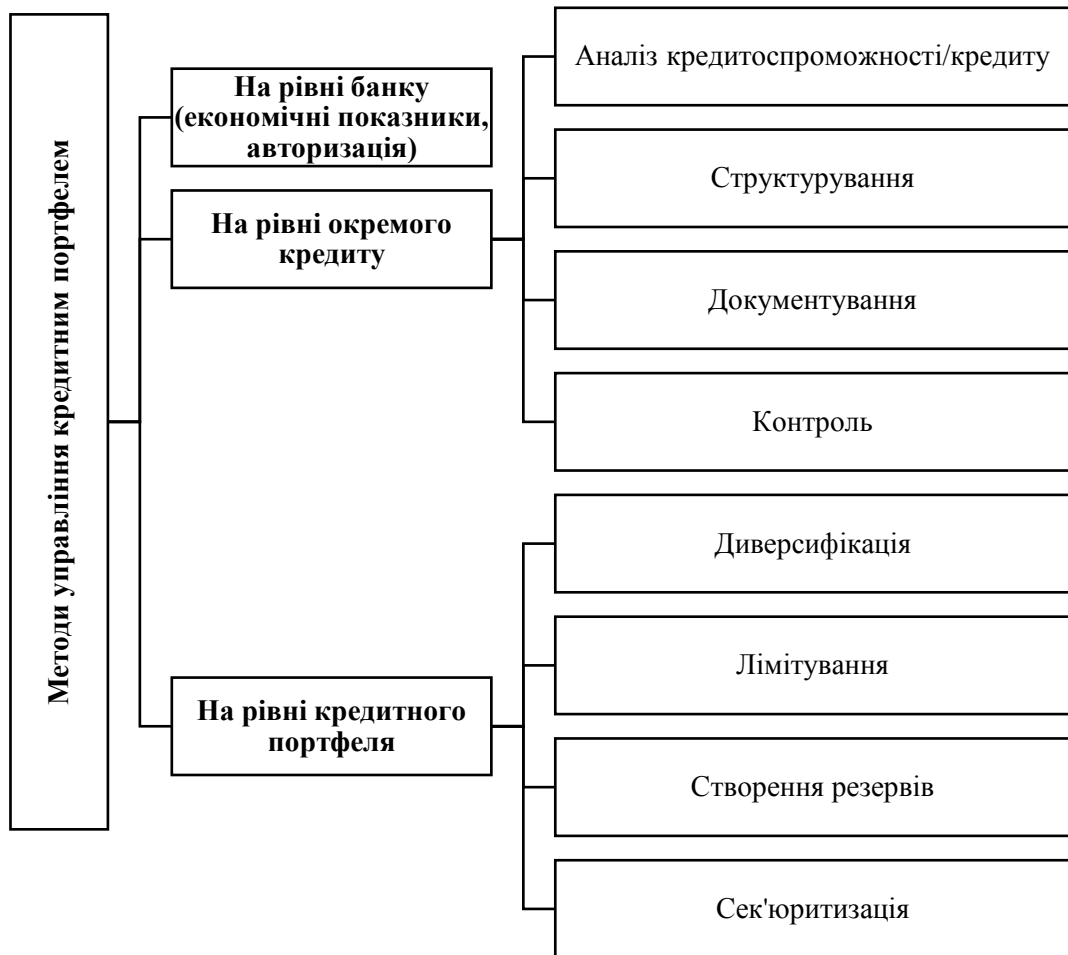 Методи управління кредитним портфелем
На рівні банку
(економічні показники,
авторизація)
На рівні окремого
кредиту
Аналіз кредитоспроможності/кредиту
Структурування
Документування
Контроль
На рівні кредитного
портфеля
Диверсифікація
Лімітування
Створення резервів
Сек'юритизація